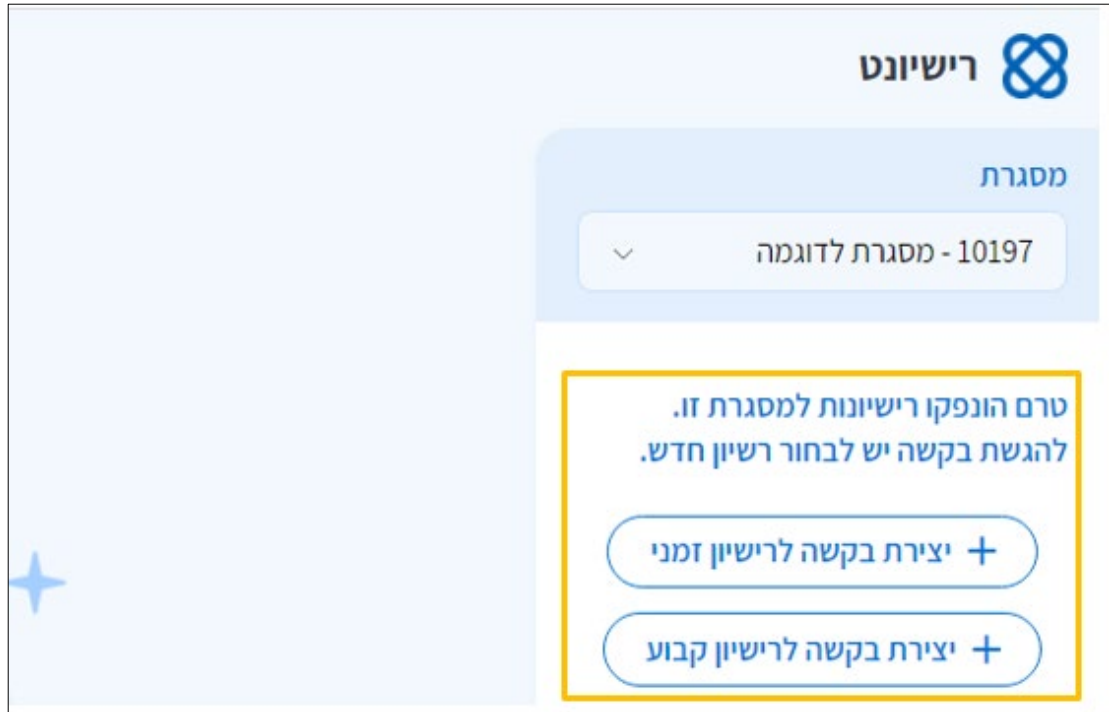 רישיונט
מסגרת
10197 - מסגרת לדוגמה
טרם הונפקו רישיונות למסגרת זו.
להגשת בקשה יש לבחור רשיון חדש.
+ יצירת בקשה לרישיון זמני
+ יצירת בקשה לרישיון קבוע